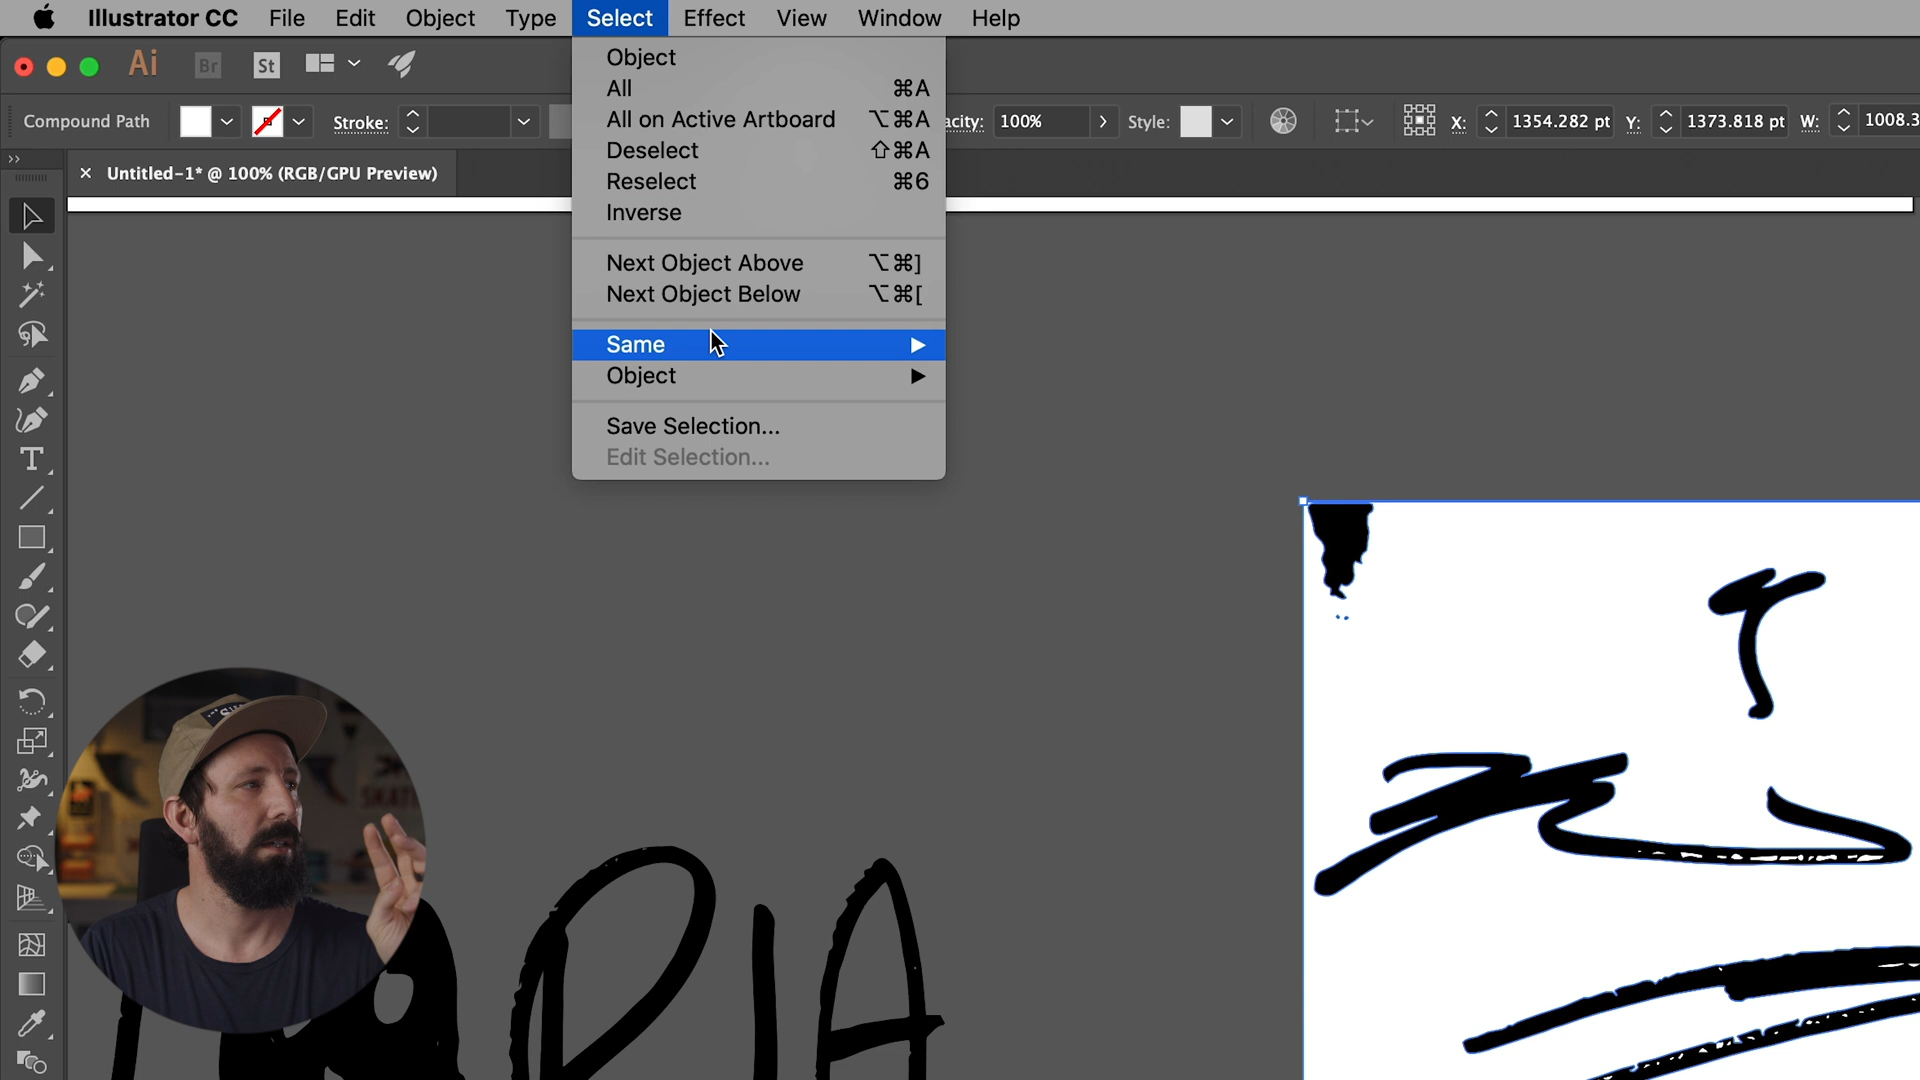 Illustrator CC File Edit Object Type Select Effect View Window Help
Ai Br St
Compound Path Stroke: acity: 100% Style: X: 1354.282 pt Y: 1373.818 pt W: 1008.3
× Untitled-1* @ 100% (RGB/GPU Preview)
Object
All ⌘A
All on Active Artboard ⌥⌘A
Deselect ⇧⌘A
Reselect ⌘6
Inverse
Next Object Above ⌥⌘]
Next Object Below ⌥⌘[
Same
Object
Save Selection...
Edit Selection...
RIA